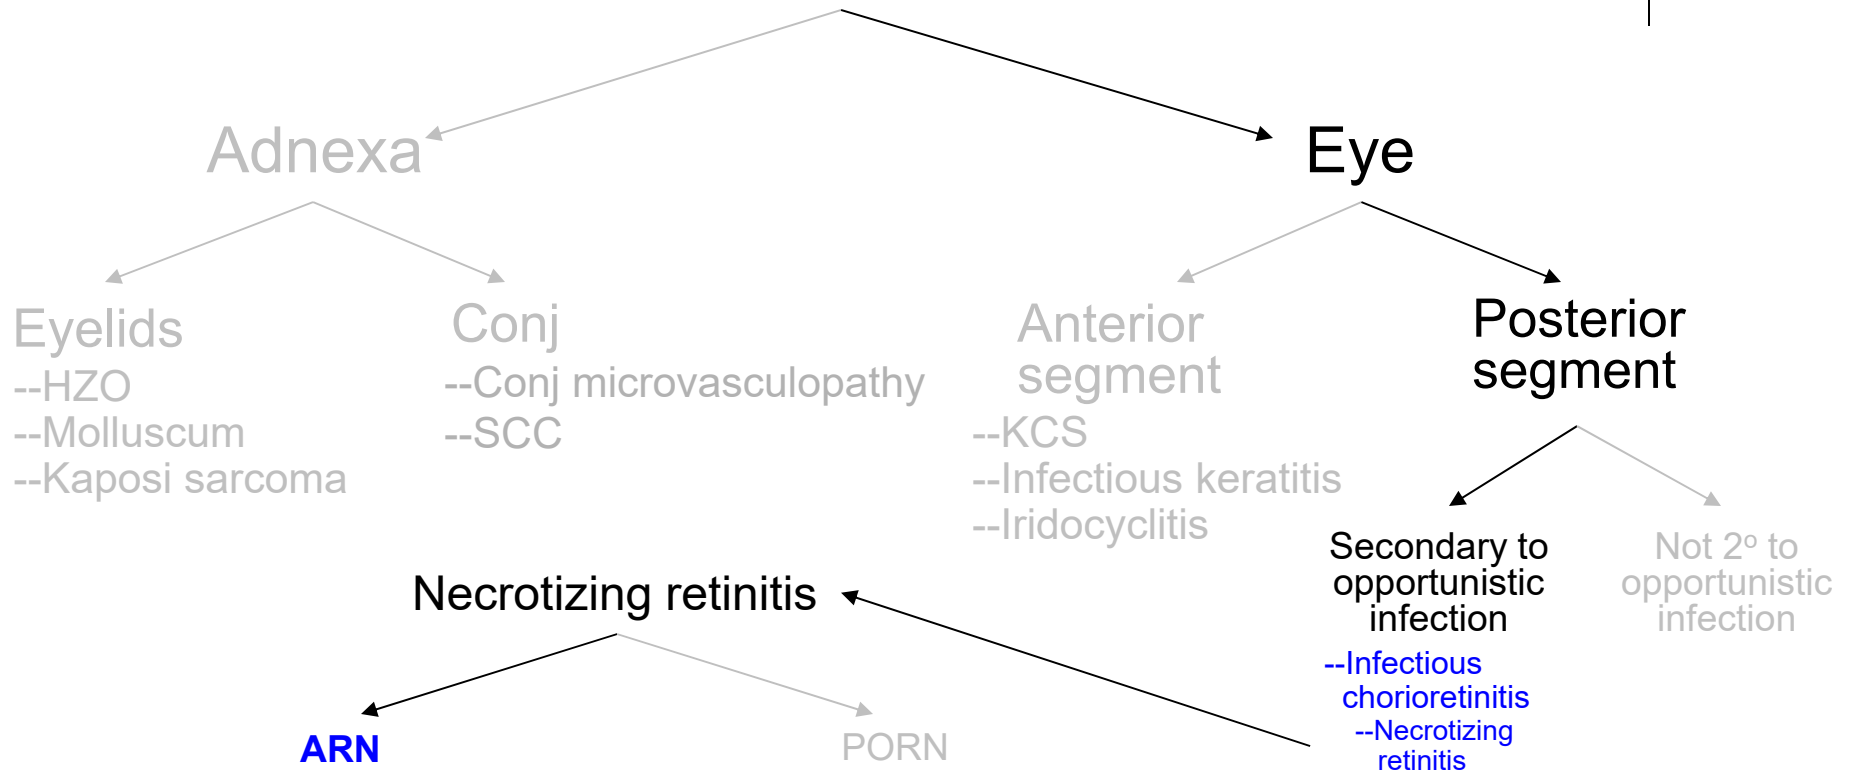 Adnexa
Eye
Eyelids
--HZO
--Molluscum
--Kaposi sarcoma
Conj
--Conj microvasculopathy
--SCC
Anterior
segment
--KCS
--Infectious keratitis
--Iridocyclitis
Posterior
segment
Secondary to
opportunistic
infection
--Infectious
chorioretinitis
--Necrotizing
retinitis
Not 2º to
opportunistic
infection
Necrotizing retinitis
ARN
PORN